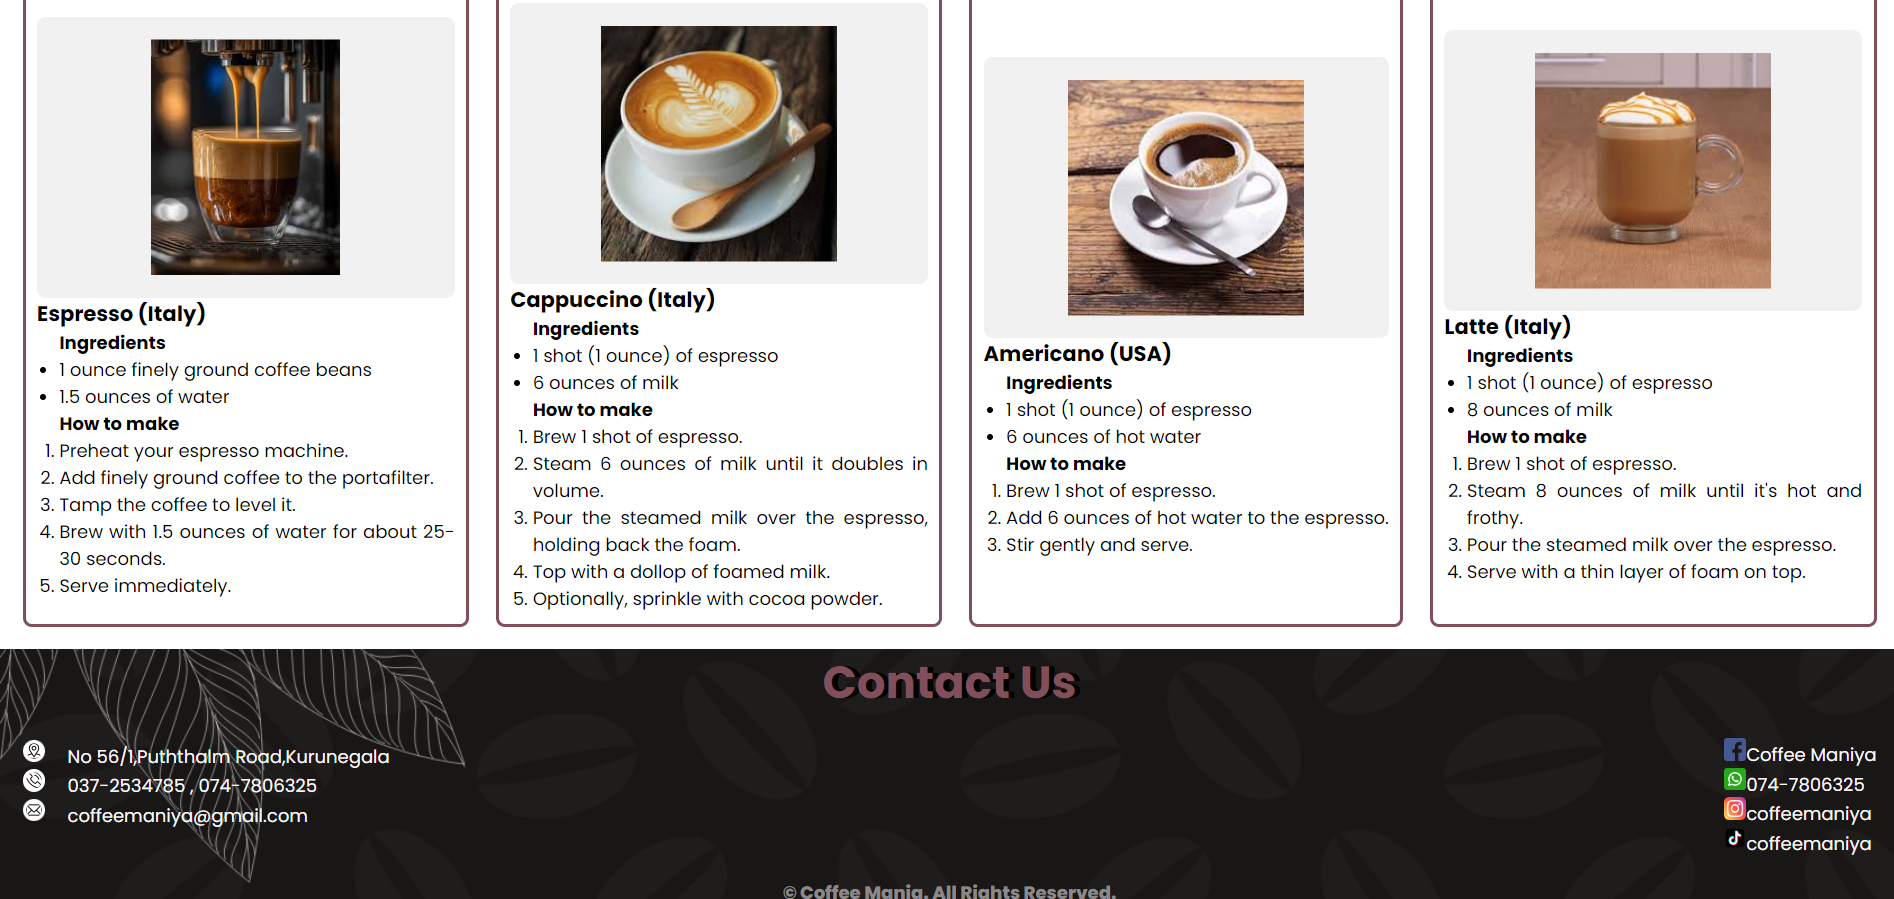 Espresso (Italy)
Ingredients
• 1 ounce finely ground coffee beans
• 1.5 ounces of water
How to make
1. Preheat your espresso machine.
2. Add finely ground coffee to the portafilter.
3. Tamp the coffee to level it.
4. Brew with 1.5 ounces of water for about 25-
30 seconds.
5. Serve immediately.
Cappuccino (Italy)
Ingredients
• 1 shot (1 ounce) of espresso
• 6 ounces of milk
How to make
1. Brew 1 shot of espresso.
2. Steam 6 ounces of milk until it doubles in
volume.
3. Pour the steamed milk over the espresso,
holding back the foam.
4. Top with a dollop of foamed milk.
5. Optionally, sprinkle with cocoa powder.
Americano (USA)
Ingredients
• 1 shot (1 ounce) of espresso
• 6 ounces of hot water
How to make
1. Brew 1 shot of espresso.
2. Add 6 ounces of hot water to the espresso.
3. Stir gently and serve.
Latte (Italy)
Ingredients
• 1 shot (1 ounce) of espresso
• 8 ounces of milk
How to make
1. Brew 1 shot of espresso.
2. Steam 8 ounces of milk until it's hot and
frothy.
3. Pour the steamed milk over the espresso.
4. Serve with a thin layer of foam on top.
Contact Us
No 56/1,Puththalm Road,Kurunegala
037-2534785 , 074-7806325
coffeemaniya@gmail.com
Coffee Maniya
074-7806325
coffeemaniya
coffeemaniya
© Coffee Mania. All Rights Reserved.